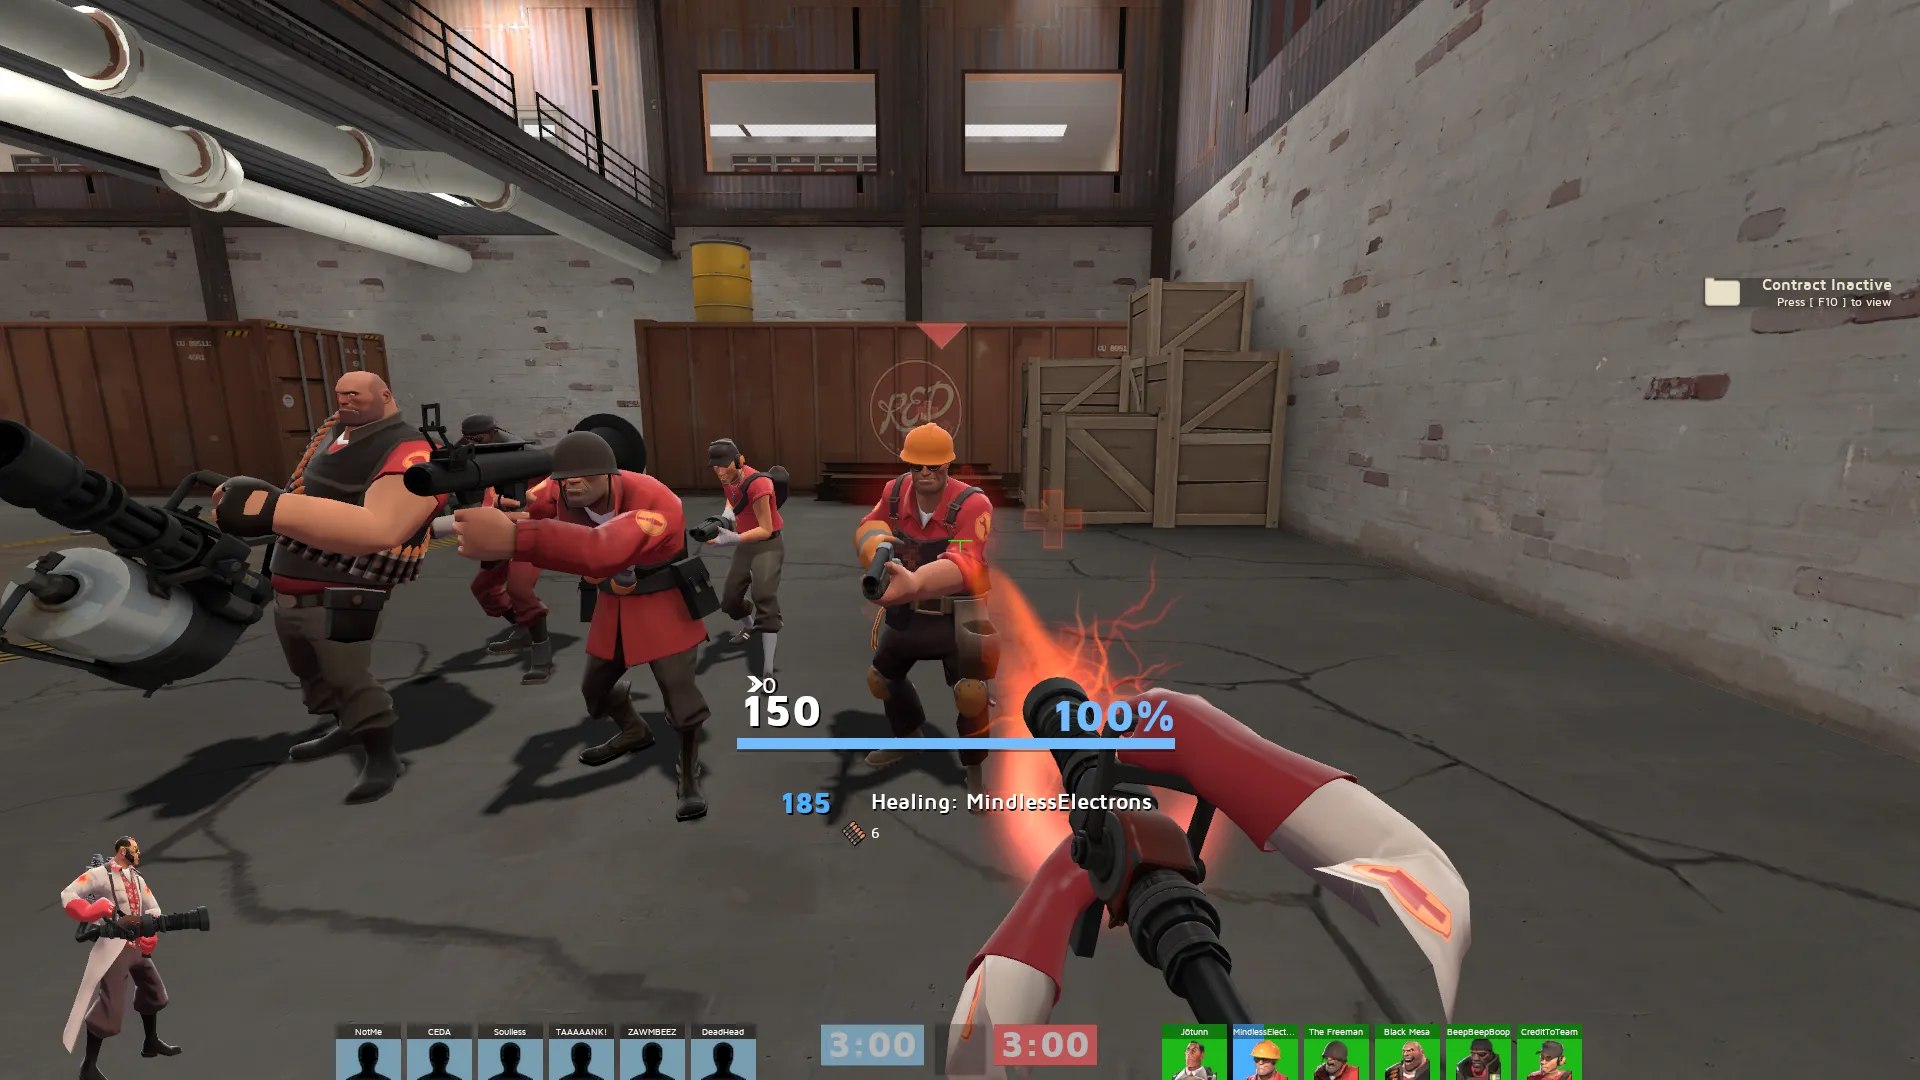 Contract Inactive
Press [ F10 ] to view
RED
0
150
100%
185
Healing: MindlessElectrons
6
NotMe
CEDA
Soulless
TAAAAANK!
ZAWMBEEZ
DeadHead
3:00
3:00
Jötunn
MindlessElect...
The Freeman
Black Mesa
BeepBeepBoop
CreditToTeam